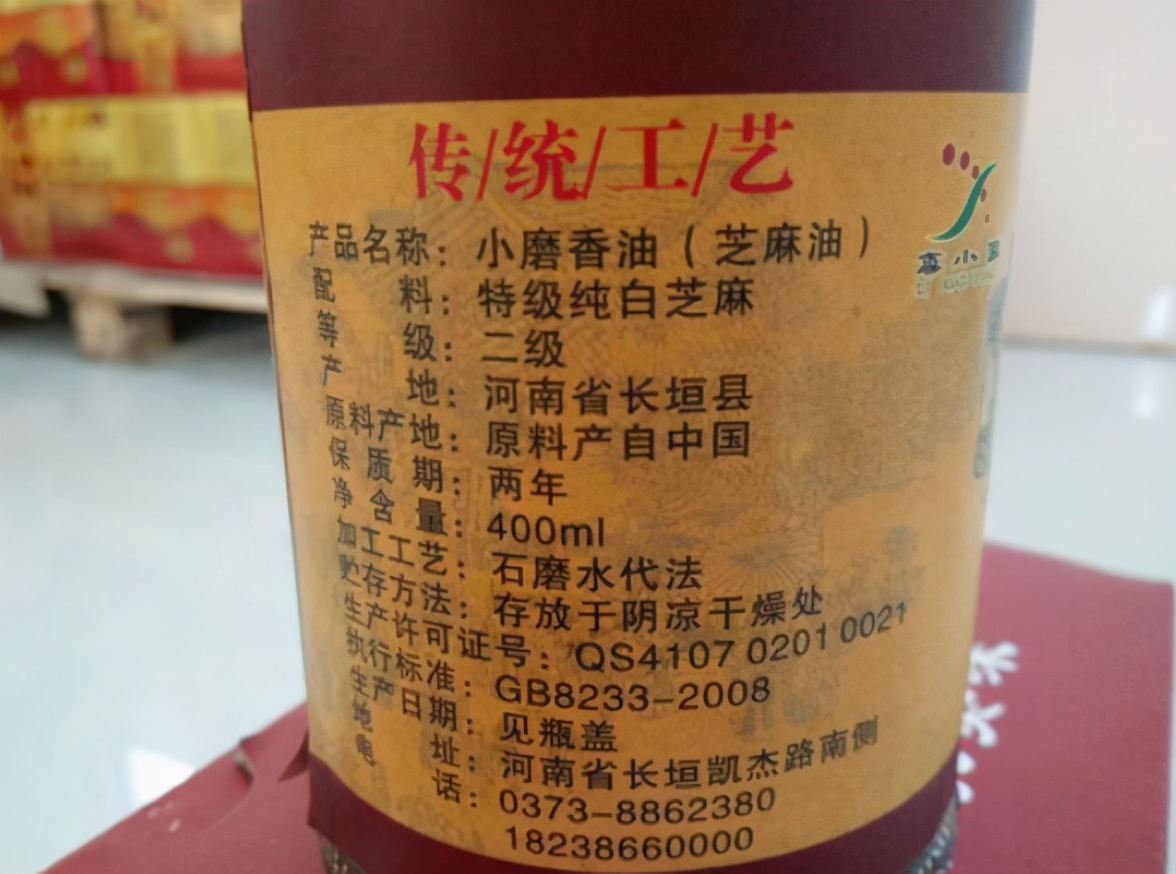 传/统/工/艺
产品名称：小磨香油（芝麻油）
配料：特级纯白芝麻
等级：二级
产地：河南省长垣县
原料产地：原料产自中国
保质期：两年
净含量：400ml
加工工艺：石磨水代法
贮存方法：存放于阴凉干燥处
生产许可证号：QS4107 0201 0021
执行标准：GB8233-2008
生产日期：见瓶盖
地址：河南省长垣凯杰路南侧
电话：0373-8862380
18238660000